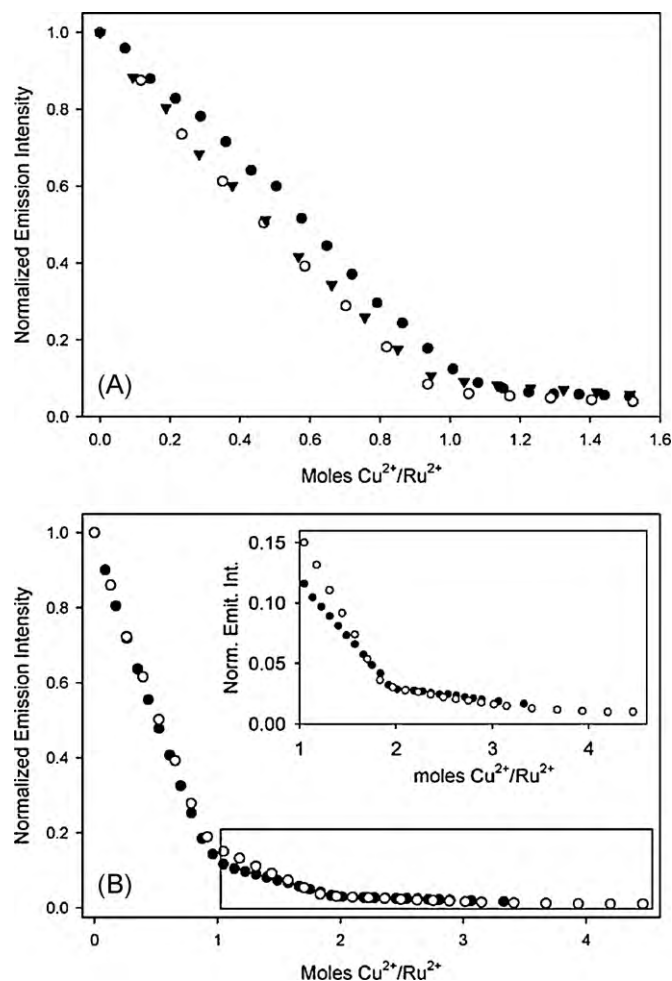 1.0
0.8
0.6
0.4
0.2
0.0
Normalized Emission Intensity
(A)
0.0 0.2 0.4 0.6 0.8 1.0 1.2 1.4 1.6
Moles Cu²⁺/Ru²⁺
1.0
0.8
0.6
0.4
0.2
0.0
Normalized Emission Intensity
0.15
0.10
0.05
0.00
Norm. Emit. Int.
1 2 3 4
moles Cu²⁺/Ru²⁺
(B)
0 1 2 3 4
Moles Cu²⁺/Ru²⁺